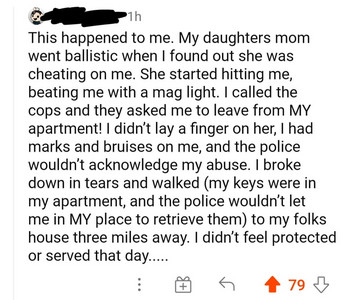 1h
This happened to me. My daughters mom
went ballistic when I found out she was
cheating on me. She started hitting me,
beating me with a mag light. I called the
cops and they asked me to leave from MY
apartment! I didn't lay a finger on her, I had
marks and bruises on me, and the police
wouldn't acknowledge my abuse. I broke
down in tears and walked (my keys were in
my apartment, and the police wouldn't let
me in MY place to retrieve them) to my folks
house three miles away. I didn't feel protected
or served that day.....
79